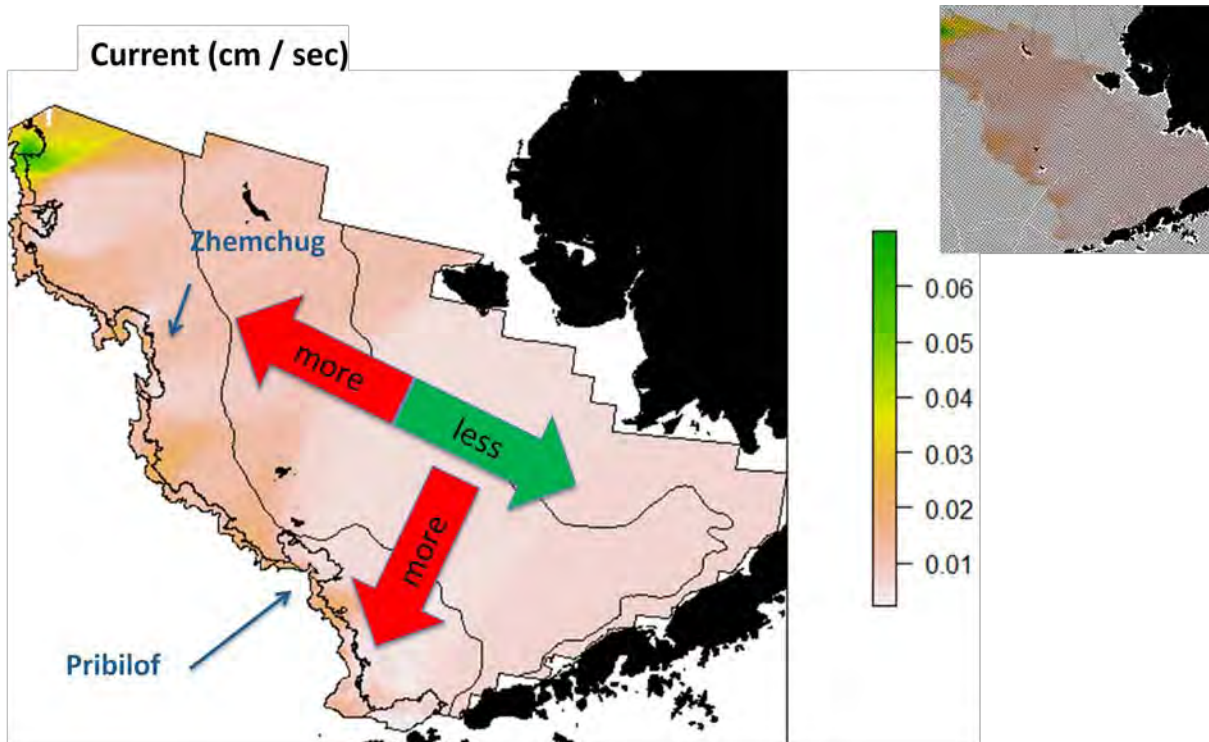 Current (cm / sec)
Zhemchug
more
less
more
Pribilof
0.06
0.05
0.04
0.03
0.02
0.01